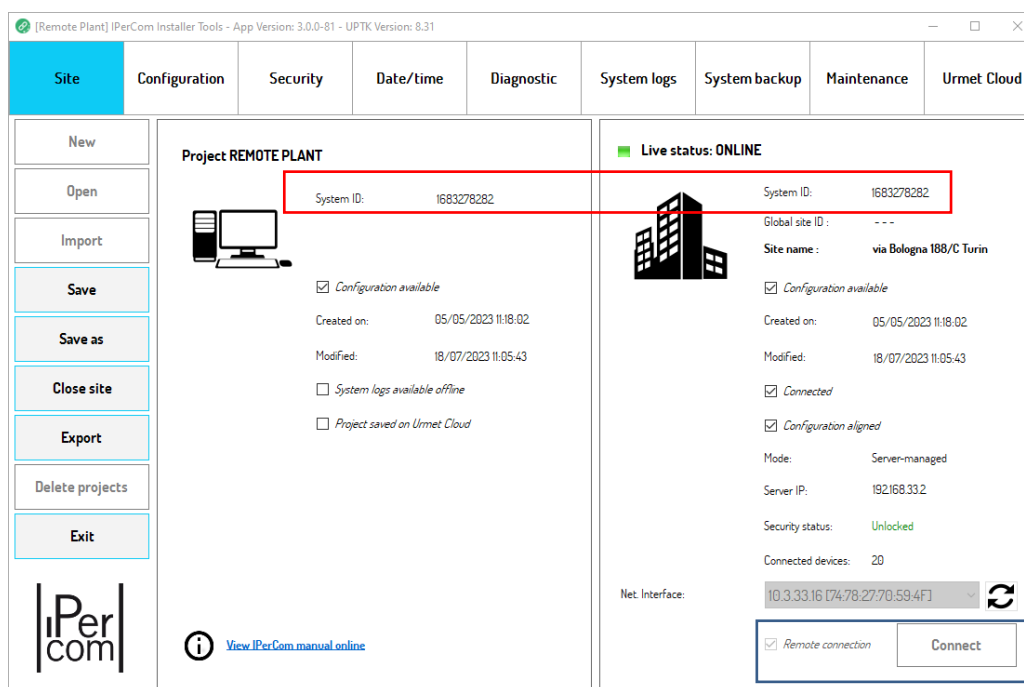 [Remote Plant] IPerCom Installer Tools - App Version: 3.0.0-81 - UPTK Version: 8.31
Site
Configuration
Security
Date/time
Diagnostic
System logs
System backup
Maintenance
Urmet Cloud
New
Open
Import
Save
Save as
Close site
Export
Delete projects
Exit
IPer
com
Project REMOTE PLANT
System ID: 1683278282
Configuration available
Created on: 05/05/2023 11:18:02
Modified: 18/07/2023 11:05:43
System logs available offline
Project saved on Urmet Cloud
View IPerCom manual online
Live status: ONLINE
System ID: 1683278282
Global site ID : - - -
Site name : via Bologna 188/C Turin
Configuration available
Created on: 05/05/2023 11:18:02
Modified: 18/07/2023 11:05:43
Connected
Configuration aligned
Mode: Server-managed
Server IP: 192.168.33.2
Security status: Unlocked
Connected devices: 20
Net. Interface: 10.3.33.16 [74:78:27:70:59:4F]
Remote connection
Connect